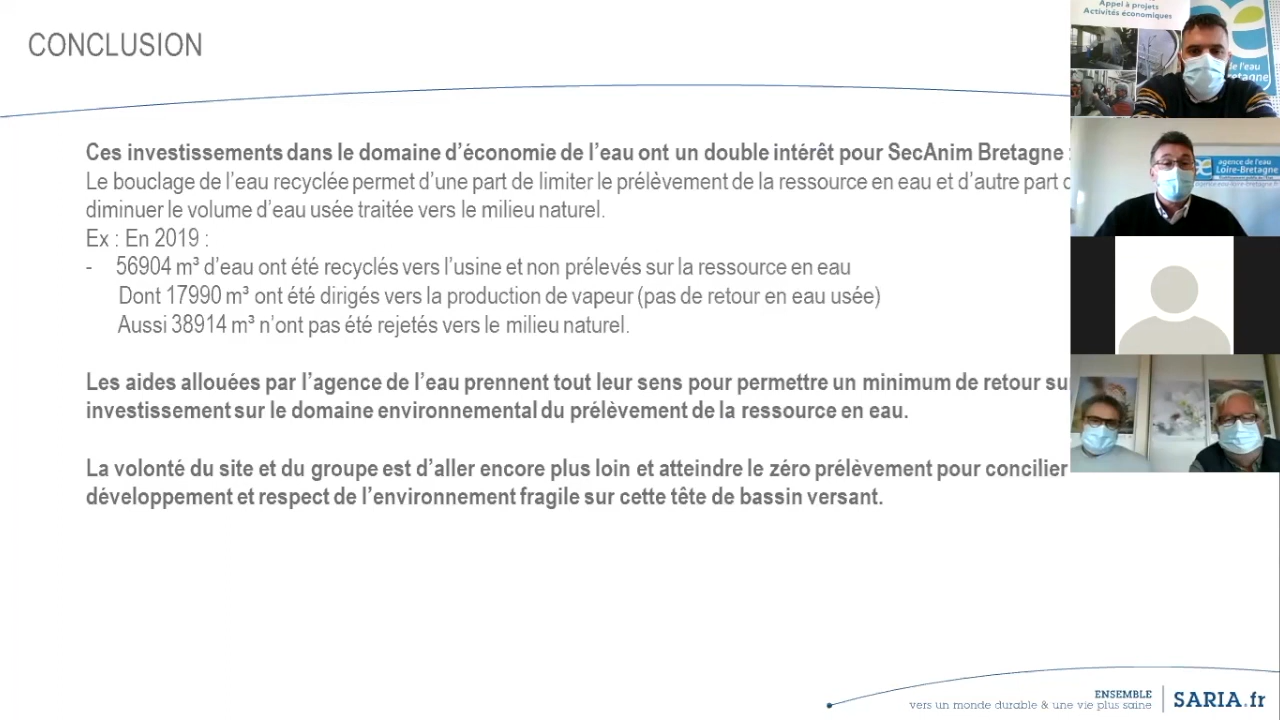 CONCLUSION
Appel à projets
Activités économiques
de l'eau
agence de l'eau
Loire-Bretagne
Ces investissements dans le domaine d'économie de l'eau ont un double intérêt pour SecAnim Bretagne :
Le bouclage de l'eau recyclée permet d'une part de limiter le prélèvement de la ressource en eau et d'autre part
diminuer le volume d'eau usée traitée vers le milieu naturel.
Ex : En 2019 :
- 56904 m³ d'eau ont été recyclés vers l'usine et non prélevés sur la ressource en eau
Dont 17990 m³ ont été dirigés vers la production de vapeur (pas de retour en eau usée)
Aussi 38914 m³ n'ont pas été rejetés vers le milieu naturel.
Les aides allouées par l'agence de l'eau prennent tout leur sens pour permettre un minimum de retour sur
investissement sur le domaine environnemental du prélèvement de la ressource en eau.
La volonté du site et du groupe est d'aller encore plus loin et atteindre le zéro prélèvement pour concilier
développement et respect de l'environnement fragile sur cette tête de bassin versant.
ENSEMBLE
vers un monde durable & une vie plus saine
SARIA.fr